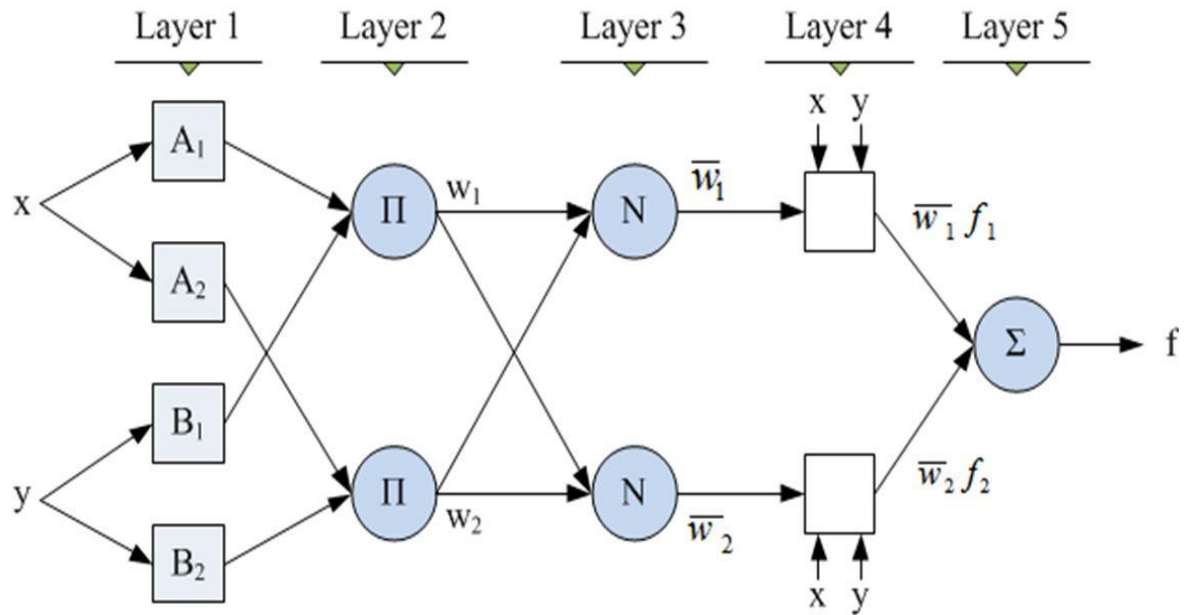 Layer 1 Layer 2 Layer 3 Layer 4 Layer 5
x y
A₁
x
Π w₁ N w̅₁
w̅₁ f₁
A₂
Σ f
B₁
w̅₂ f₂
y
Π w₂ N w̅₂
B₂
x y